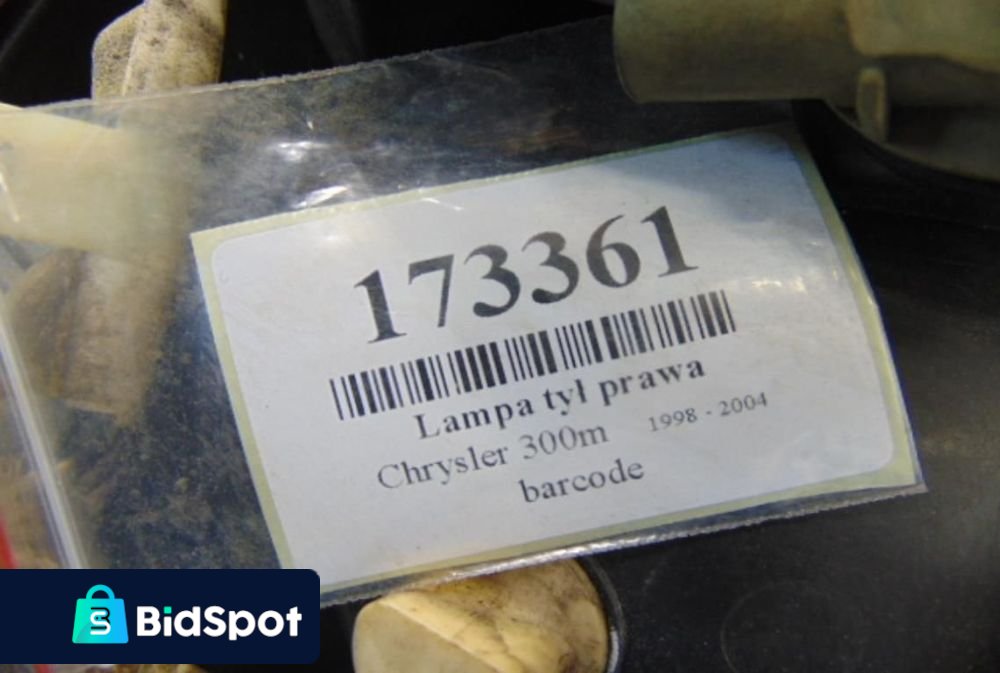 173361
Lampa tył prawa
Chrysler 300m 1998 - 2004
barcode
BidSpot